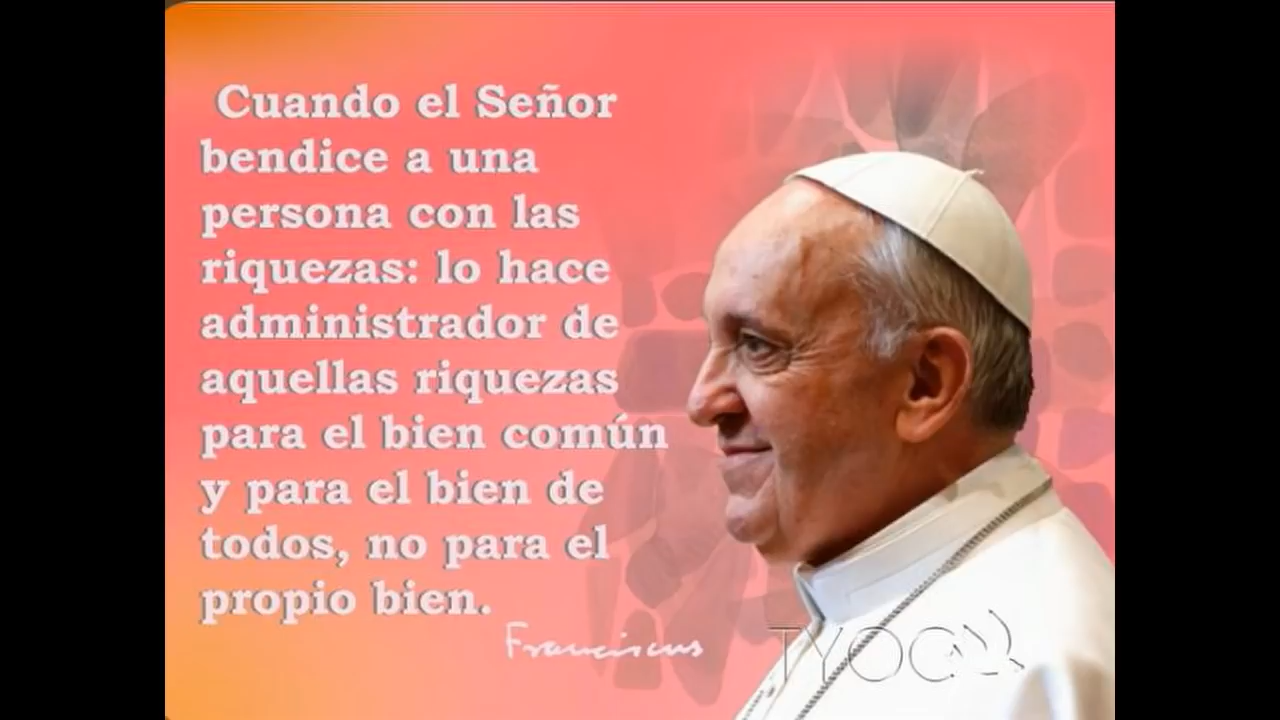 Cuando el Señor
bendice a una
persona con las
riquezas: lo hace
administrador de
aquellas riquezas
para el bien común
y para el bien de
todos, no para el
propio bien.
Franciscus
TYOC